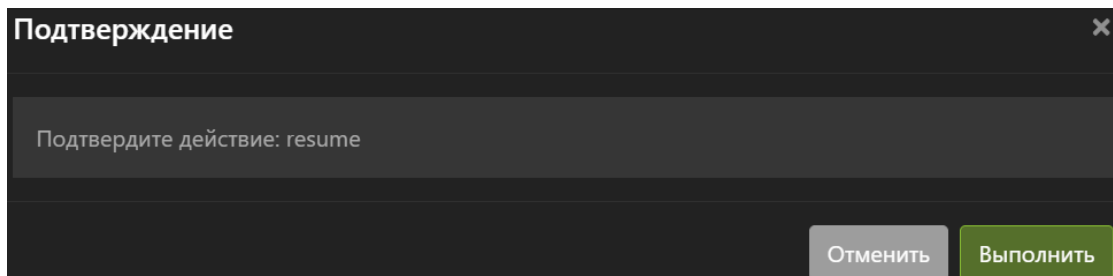 Подтверждение
Подтвердите действие: resume
Отменить Выполнить